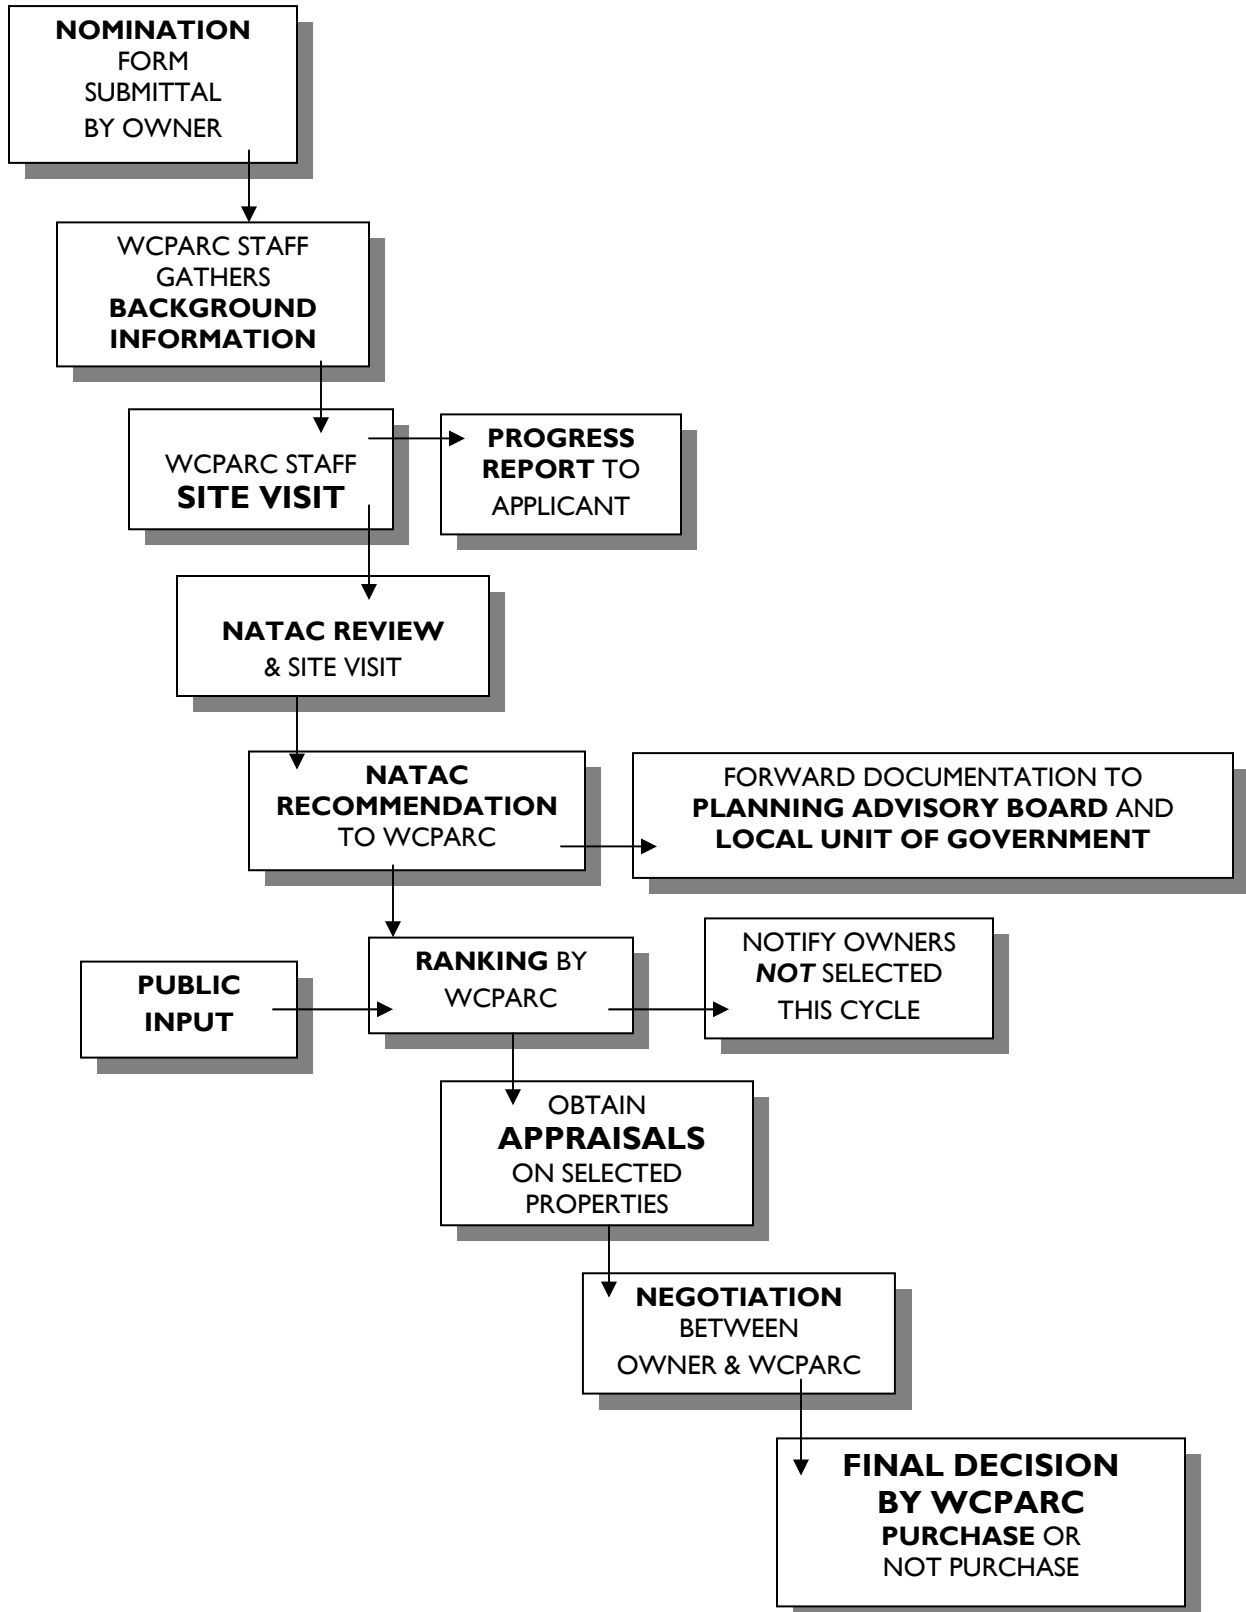 NOMINATION
FORM
SUBMITTAL
BY OWNER
WCPARC STAFF
GATHERS
BACKGROUND
INFORMATION
WCPARC STAFF
SITE VISIT
PROGRESS
REPORT TO
APPLICANT
NATAC REVIEW
& SITE VISIT
NATAC
RECOMMENDATION
TO WCPARC
FORWARD DOCUMENTATION TO
PLANNING ADVISORY BOARD AND
LOCAL UNIT OF GOVERNMENT
PUBLIC
INPUT
RANKING BY
WCPARC
NOTIFY OWNERS
NOT SELECTED
THIS CYCLE
OBTAIN
APPRAISALS
ON SELECTED
PROPERTIES
NEGOTIATION
BETWEEN
OWNER & WCPARC
FINAL DECISION
BY WCPARC
PURCHASE OR
NOT PURCHASE